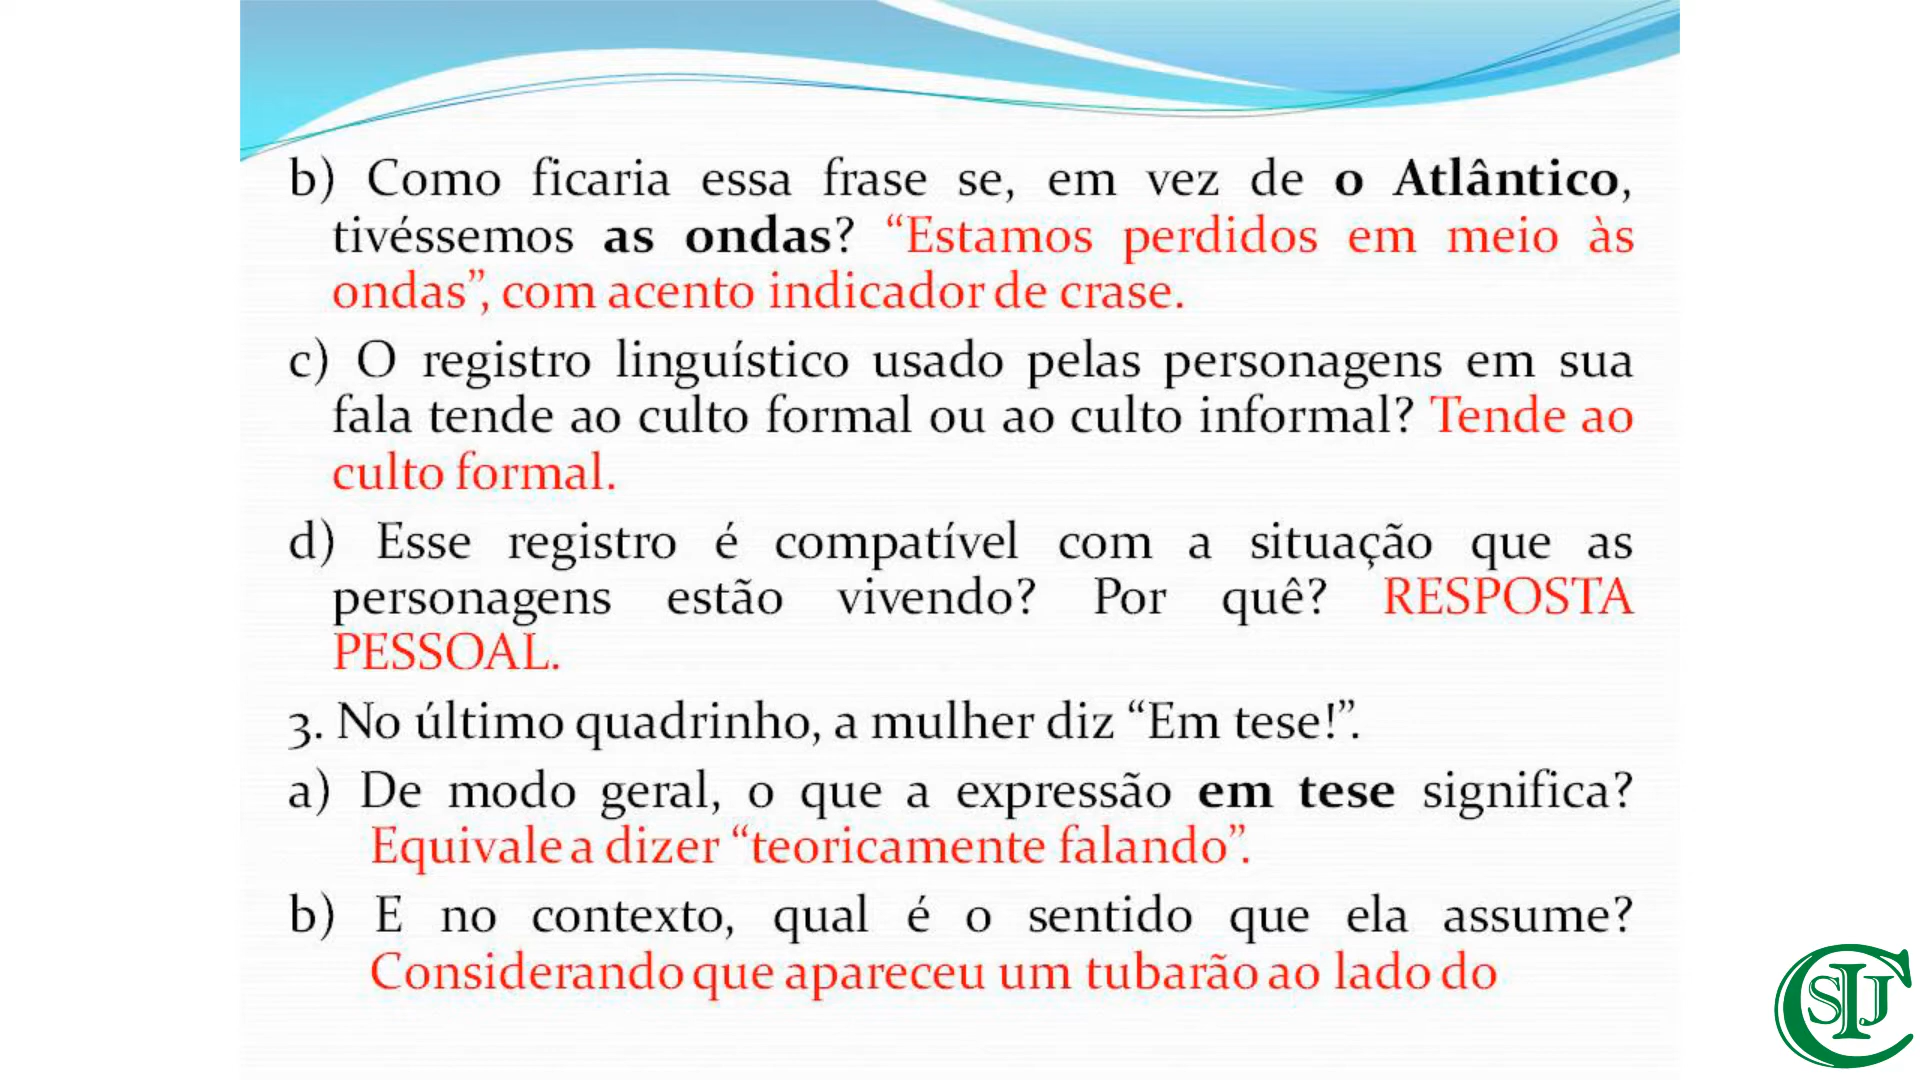 b) Como ficaria essa frase se, em vez de o Atlântico,
tivéssemos as ondas? “Estamos perdidos em meio às
ondas”, com acento indicador de crase.
c) O registro linguístico usado pelas personagens em sua
fala tende ao culto formal ou ao culto informal? Tende ao
culto formal.
d) Esse registro é compatível com a situação que as
personagens estão vivendo? Por quê? RESPOSTA
PESSOAL.
3. No último quadrinho, a mulher diz “Em tese!”.
a) De modo geral, o que a expressão em tese significa?
Equivale a dizer “teoricamente falando”.
b) E no contexto, qual é o sentido que ela assume?
Considerando que apareceu um tubarão ao lado do